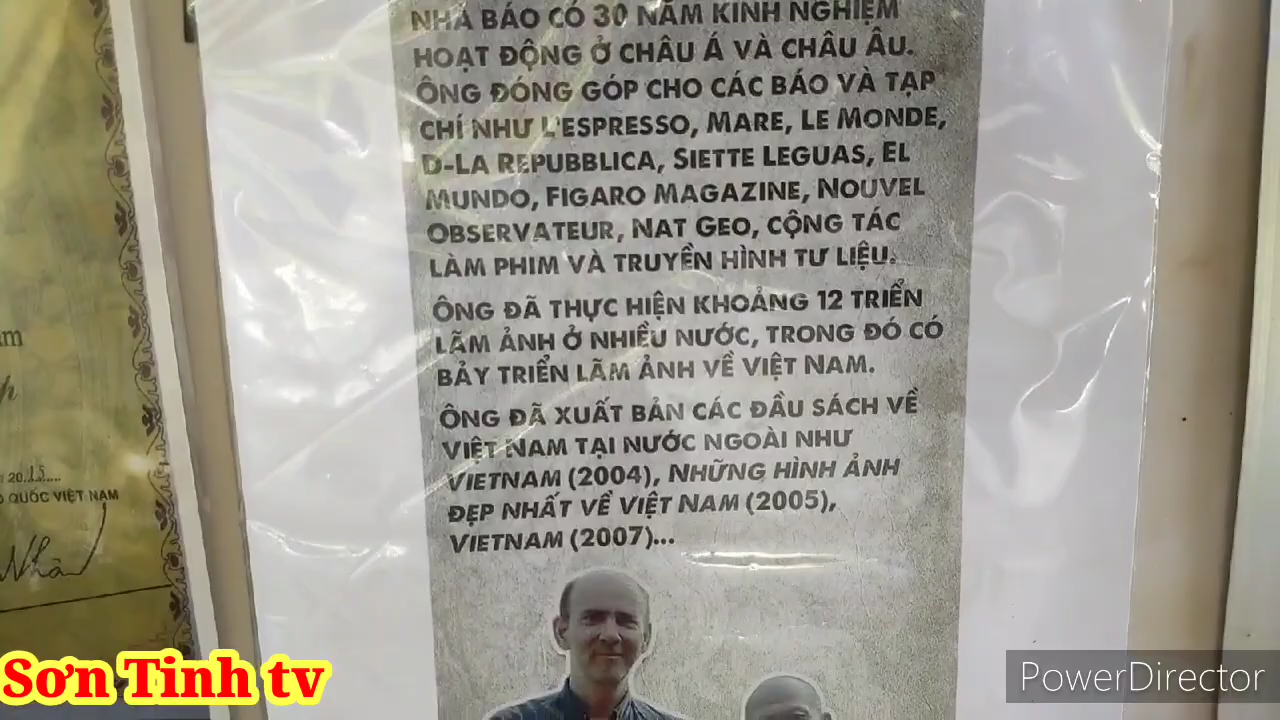 NHÀ BÁO CÓ 30 NĂM KINH NGHIỆM
HOẠT ĐỘNG Ở CHÂU Á VÀ CHÂU ÂU.
ÔNG ĐÓNG GÓP CHO CÁC BÁO VÀ TẠP
CHÍ NHƯ L'ESPRESSO, MARE, LE MONDE,
D-LA REPUBBLICA, SIETTE LEGUAS, EL
MUNDO, FIGARO MAGAZINE, NOUVEL
OBSERVATEUR, NAT GEO, CỘNG TÁC
LÀM PHIM VÀ TRUYỀN HÌNH TƯ LIỆU.
ÔNG ĐÃ THỰC HIỆN KHOẢNG 12 TRIỂN
LÃM ẢNH Ở NHIỀU NƯỚC, TRONG ĐÓ CÓ
BẢY TRIỂN LÃM ẢNH VỀ VIỆT NAM.
ÔNG ĐÃ XUẤT BẢN CÁC ĐẦU SÁCH VỀ
VIỆT NAM TẠI NƯỚC NGOÀI NHƯ
VIETNAM (2004), NHỮNG HÌNH ẢNH
ĐẸP NHẤT VỀ VIỆT NAM (2005),
VIETNAM (2007)...
2015.....
QUỐC VIỆT NAM
Nhân
Sơn Tinh tv
PowerDirector